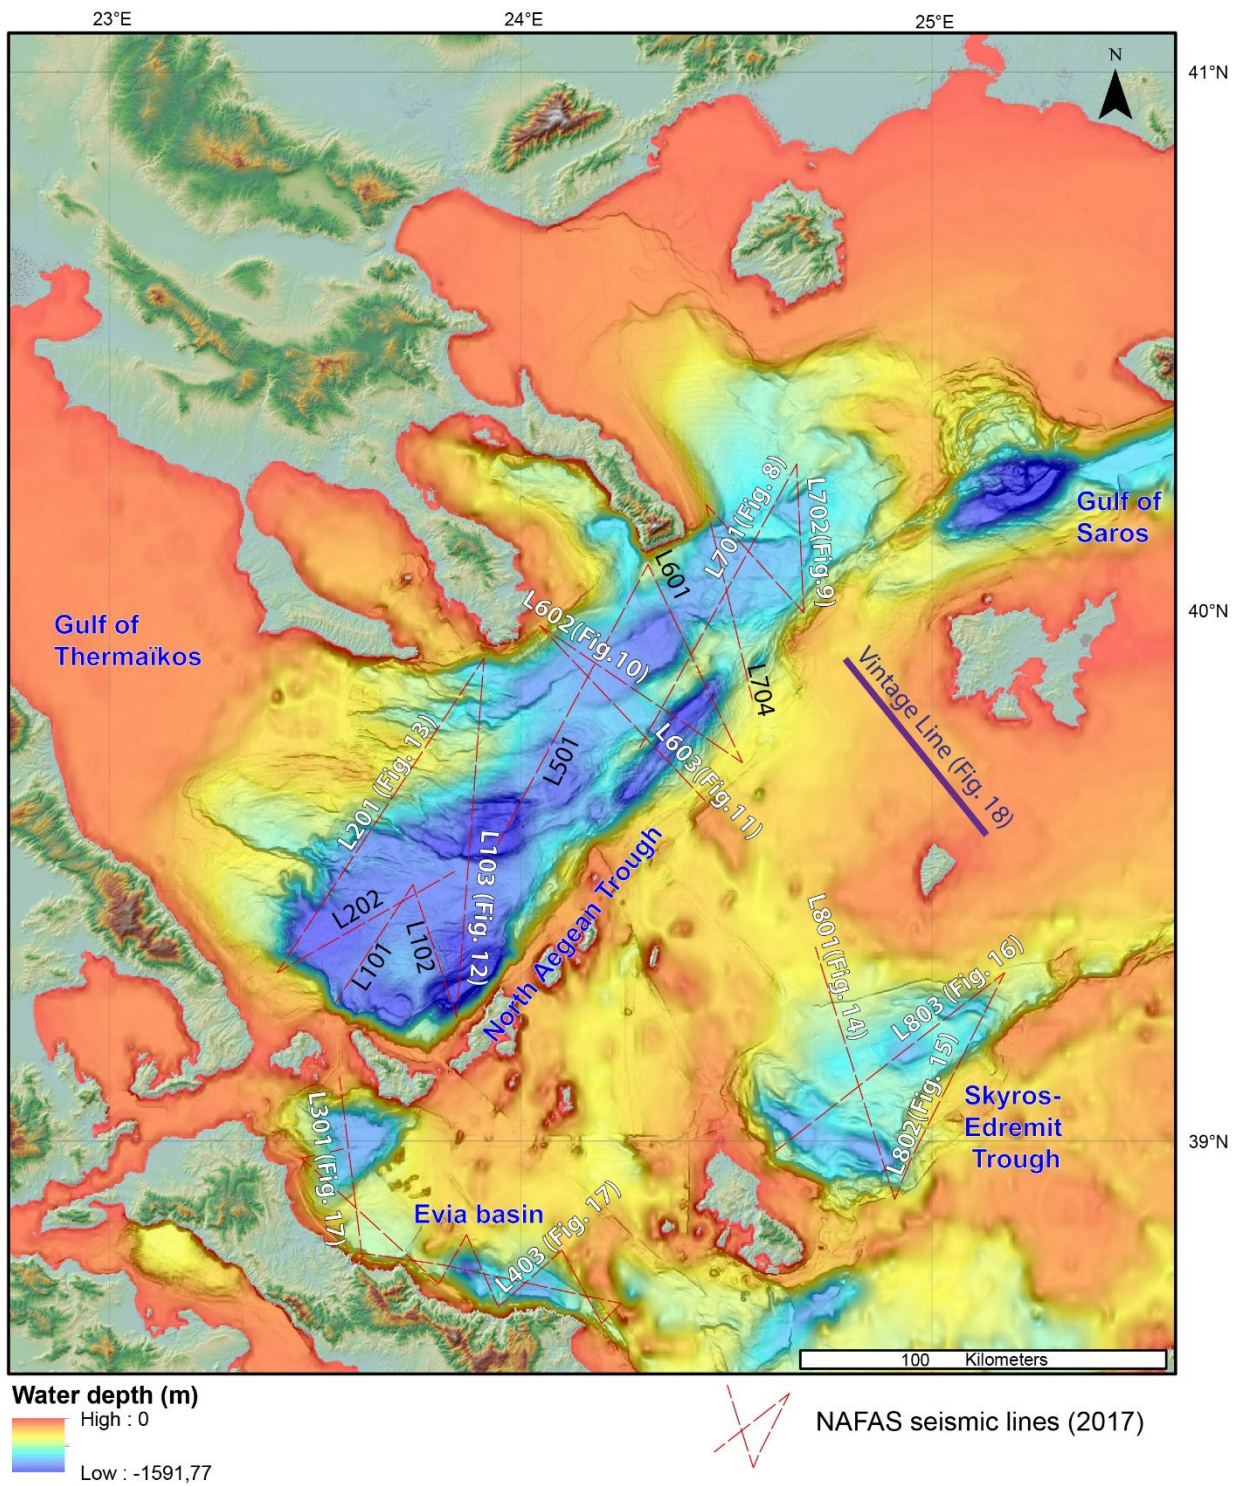 23°E
24°E
25°E
N
41°N
L701(Fig. 8)
L702(Fig.9)
Gulf of
Saros
L601
L602(Fig.10)
40°N
Gulf of
Thermaïkos
L704
Vintage Line (Fig. 18)
L201 (Fig. 13)
L501
L603(Fig.11)
L103 (Fig. 12)
North Aegean Trough
L202
L101
L102
L801(Fig. 14)
L803 (Fig. 16)
L802(Fig. 15)
Skyros-
Edremit
Trough
39°N
L301 (Fig. 17)
Evia basin
L403 (Fig. 17)
100 Kilometers
Water depth (m)
High : 0
Low : -1591,77
NAFAS seismic lines (2017)